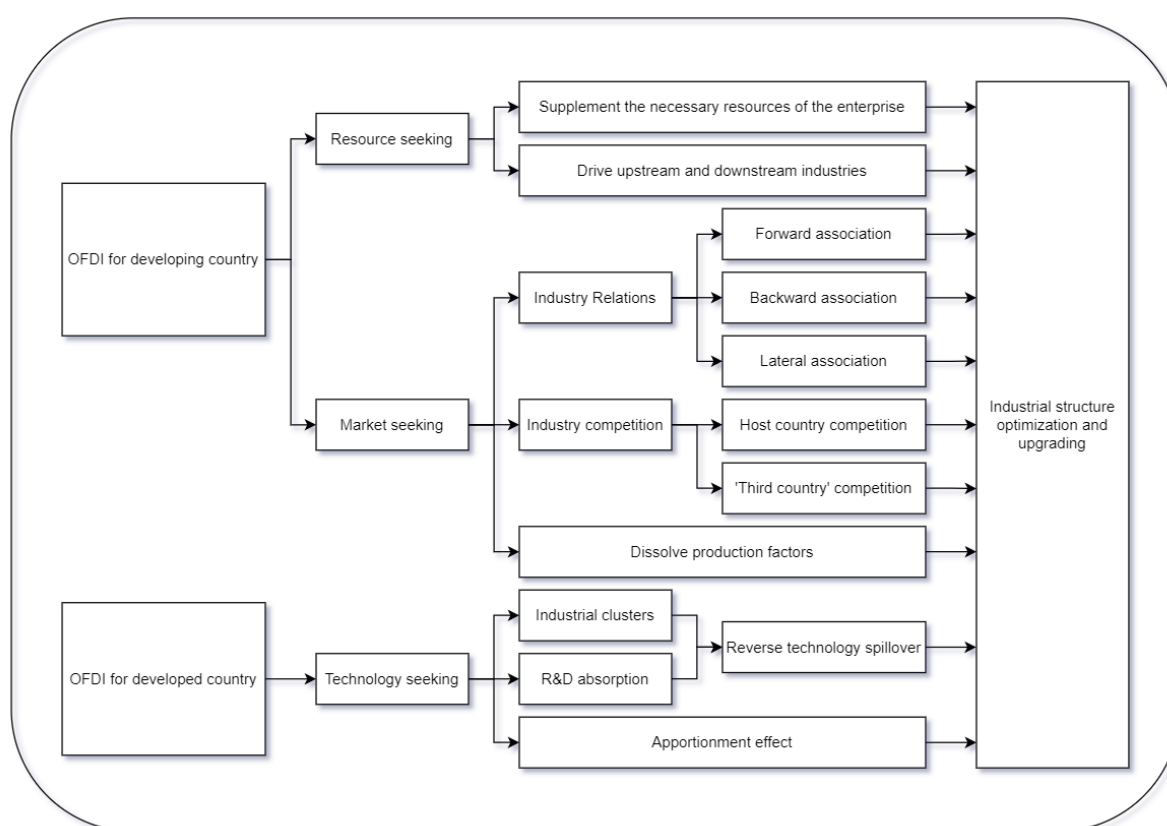 OFDI for developing country
Resource seeking
Supplement the necessary resources of the enterprise
Drive upstream and downstream industries
Market seeking
Industry Relations
Forward association
Backward association
Lateral association
Industry competition
Host country competition
'Third country' competition
Dissolve production factors
OFDI for developed country
Technology seeking
Industrial clusters
R&D absorption
Reverse technology spillover
Apportionment effect
Industrial structure
optimization and
upgrading